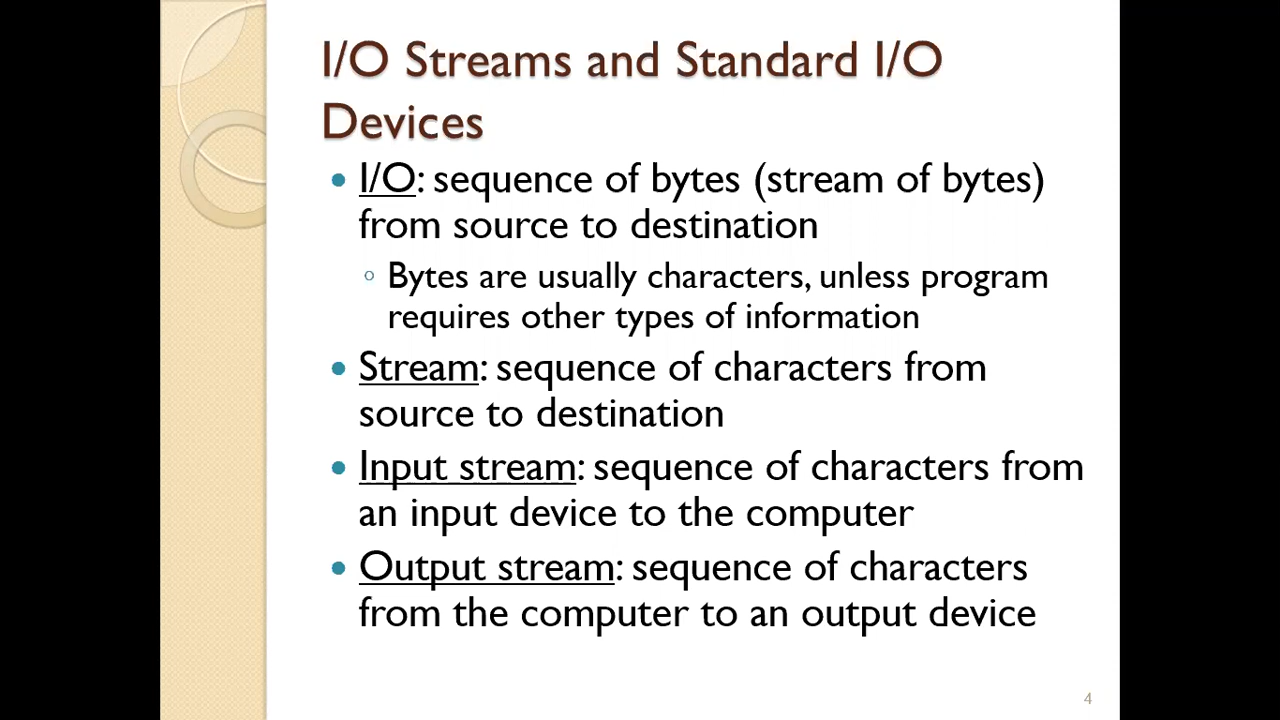 I/O Streams and Standard I/O
Devices
• I/O: sequence of bytes (stream of bytes)
from source to destination
◦ Bytes are usually characters, unless program
requires other types of information
• Stream: sequence of characters from
source to destination
• Input stream: sequence of characters from
an input device to the computer
• Output stream: sequence of characters
from the computer to an output device
4